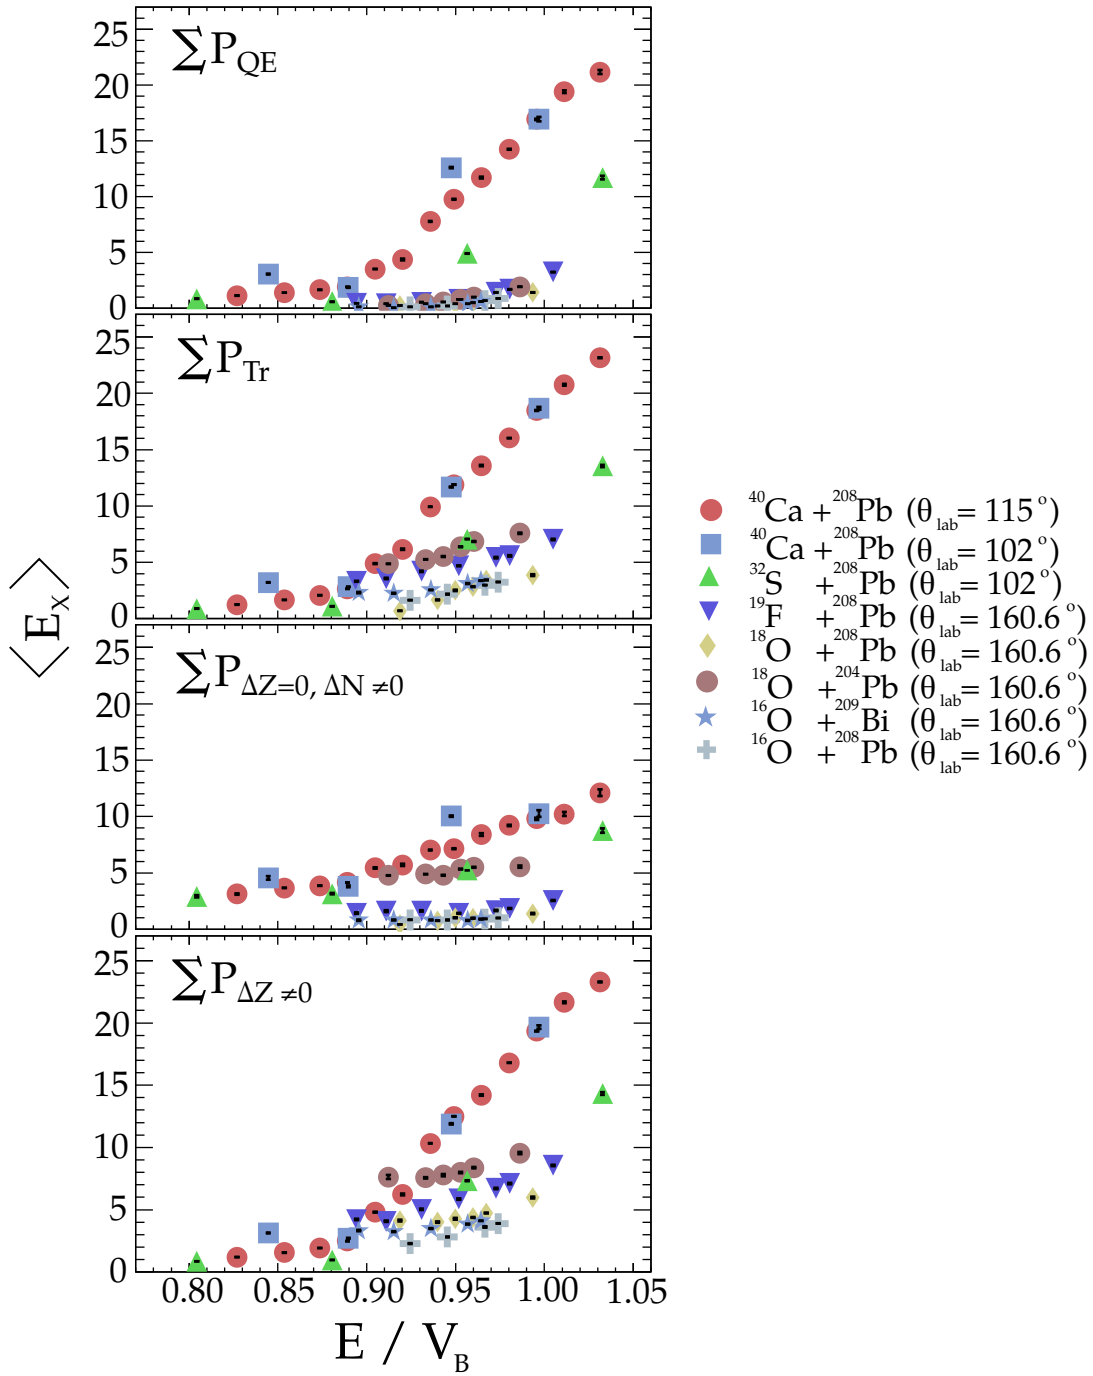 25
20
15
10
5
0
∑P_QE
25
20
15
10
5
0
∑P_Tr
25
20
15
10
5
0
∑P_ΔZ=0, ΔN ≠0
25
20
15
10
5
0
∑P_ΔZ ≠0
⟨E_X⟩
0.80 0.85 0.90 0.95 1.00 1.05
E / V_B
⁴⁰Ca + ²⁰⁸Pb (θ_lab = 115°)
⁴⁰Ca + ²⁰⁸Pb (θ_lab = 102°)
³²S + ²⁰⁸Pb (θ_lab = 102°)
¹⁹F + ²⁰⁸Pb (θ_lab = 160.6°)
¹⁸O + ²⁰⁸Pb (θ_lab = 160.6°)
¹⁸O + ²⁰⁴Pb (θ_lab = 160.6°)
¹⁶O + ²⁰⁹Bi (θ_lab = 160.6°)
¹⁶O + ²⁰⁸Pb (θ_lab = 160.6°)